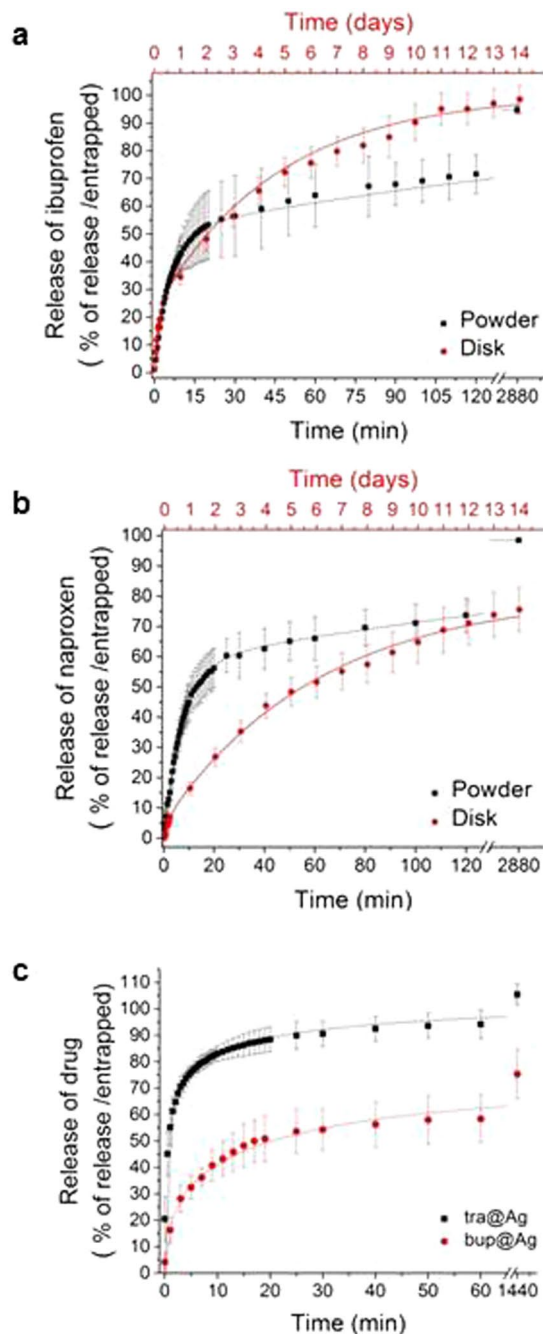 a
Time (days)
0 1 2 3 4 5 6 7 8 9 10 11 12 13 14
Release of ibuprofen
( % of release /entrapped)
100
90
80
70
60
50
40
30
20
10
0
Powder
Disk
0 15 30 45 60 75 90 105 120 2880
Time (min)
b
Time (days)
0 1 2 3 4 5 6 7 8 9 10 11 12 13 14
Release of naproxen
( % of release /entrapped)
100
90
80
70
60
50
40
30
20
10
0
Powder
Disk
0 20 40 60 80 100 120 2880
Time (min)
c
Release of drug
( % of release /entrapped)
110
100
90
80
70
60
50
40
30
20
10
0
tra@Ag
bup@Ag
0 10 20 30 40 50 60 1440
Time (min)